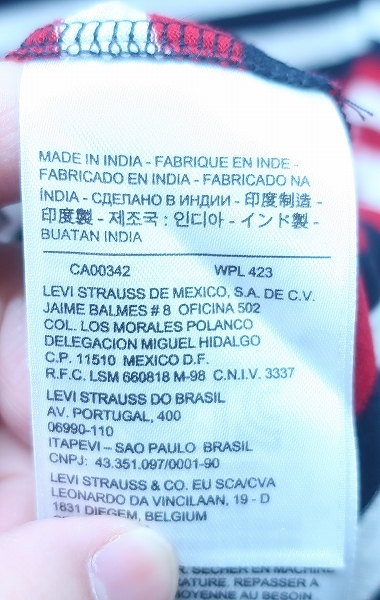 MADE IN INDIA - FABRIQUE EN INDE -
FABRICADO EN INDIA - FABRICADO NA
ÍNDIA - СДЕЛАНО В ИНДИИ - 印度制造 -
印度製 - 제조국 : 인디아 - インド製 -
BUATAN INDIA
CA00342 WPL 423
LEVI STRAUSS DE MEXICO, S.A. DE C.V.
JAIME BALMES # 8 OFICINA 502
COL. LOS MORALES POLANCO
DELEGACION MIGUEL HIDALGO
C.P. 11510 MEXICO D.F.
R.F.C. LSM 660818 M-98 C.N.I.V. 3337
LEVI STRAUSS DO BRASIL
AV. PORTUGAL, 400
06990-110
ITAPEVI – SAO PAULO BRASIL
CNPJ: 43.351.097/0001-90
LEVI STRAUSS & CO. EU SCA/CVA
LEONARDO DA VINCILAAN, 19 - D
1831 DIEGEM, BELGIUM
SÉCHER EN MACHINE
REPASSER À